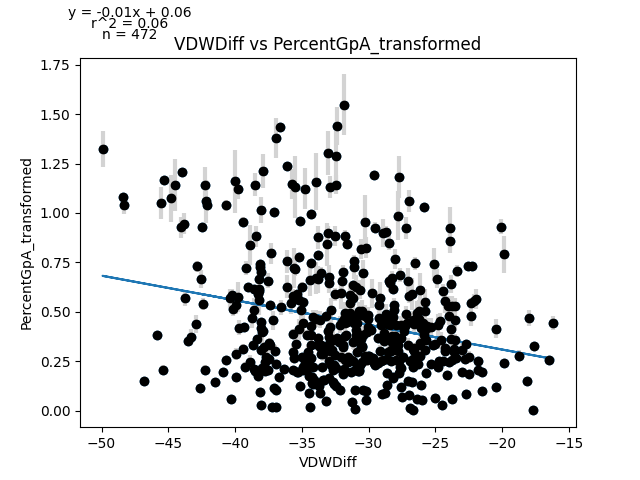 y = -0.01x + 0.06
r^2 = 0.06
n = 472
VDWDiff vs PercentGpA_transformed
1.75
1.50
1.25
1.00
0.75
0.50
0.25
0.00
PercentGpA_transformed
−50
−45
−40
−35
−30
−25
−20
−15
VDWDiff